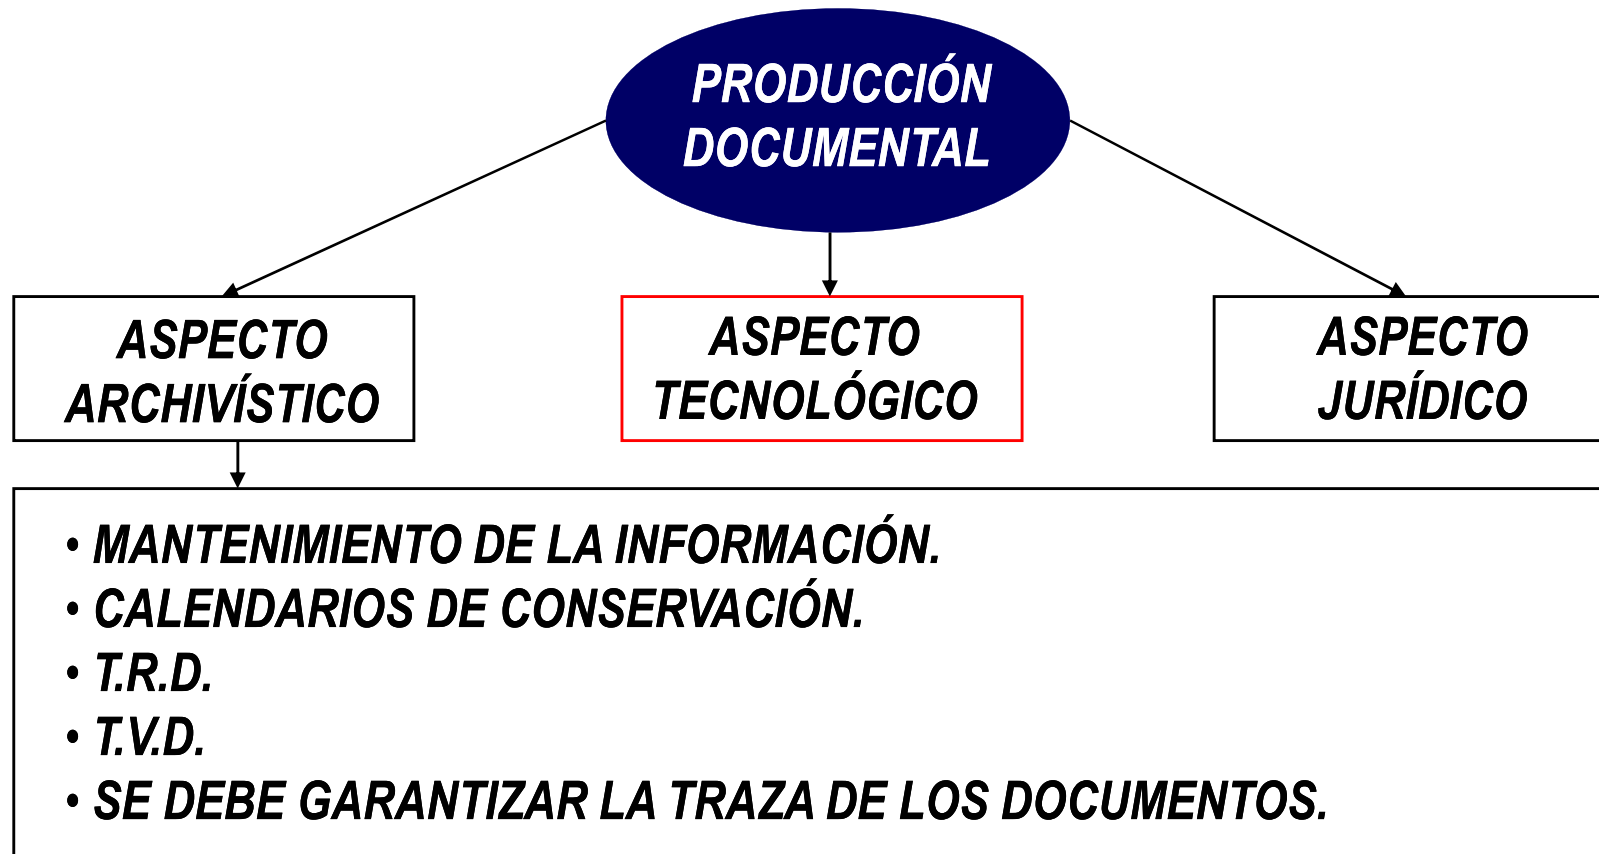 PRODUCCIÓN
DOCUMENTAL
ASPECTO
ARCHIVÍSTICO
ASPECTO
TECNOLÓGICO
ASPECTO
JURÍDICO
• MANTENIMIENTO DE LA INFORMACIÓN.
• CALENDARIOS DE CONSERVACIÓN.
• T.R.D.
• T.V.D.
• SE DEBE GARANTIZAR LA TRAZA DE LOS DOCUMENTOS.